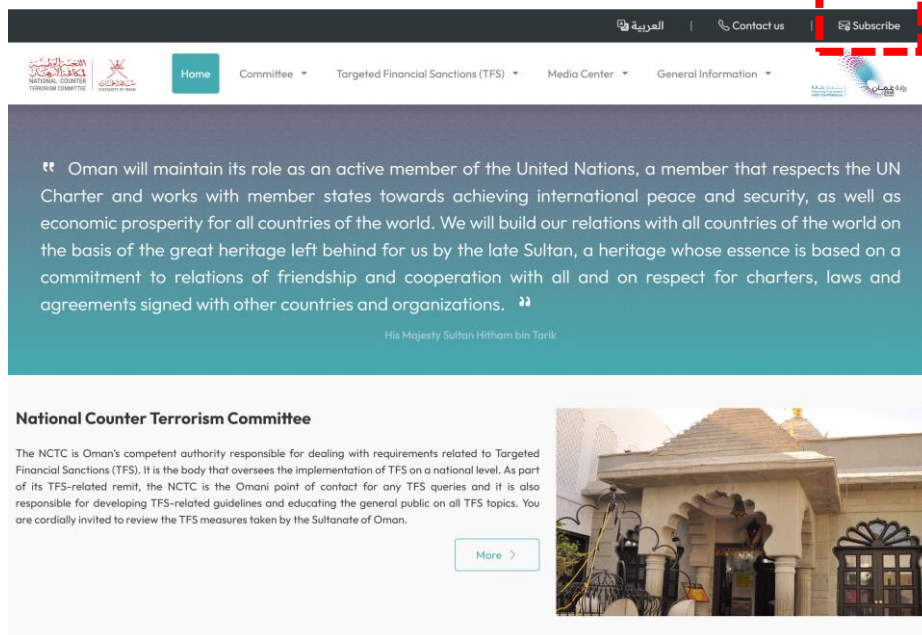 العربية | Contact us | Subscribe
NATIONAL COUNTER
TERRORISM COMMITTEE
SULTANATE OF OMAN
Home Committee Targeted Financial Sanctions (TFS) Media Center General Information
" Oman will maintain its role as an active member of the United Nations, a member that respects the UN
Charter and works with member states towards achieving international peace and security, as well as
economic prosperity for all countries of the world. We will build our relations with all countries of the world on
the basis of the great heritage left behind for us by the late Sultan, a heritage whose essence is based on a
commitment to relations of friendship and cooperation with all and on respect for charters, laws and
agreements signed with other countries and organizations. "
His Majesty Sultan Hitham bin Tarik
National Counter Terrorism Committee
The NCTC is Oman's competent authority responsible for dealing with requirements related to Targeted
Financial Sanctions (TFS). It is the body that oversees the implementation of TFS on a national level. As part
of its TFS-related remit, the NCTC is the Omani point of contact for any TFS queries and it is also
responsible for developing TFS-related guidelines and educating the general public on all TFS topics. You
are cordially invited to review the TFS measures taken by the Sultanate of Oman.
More >